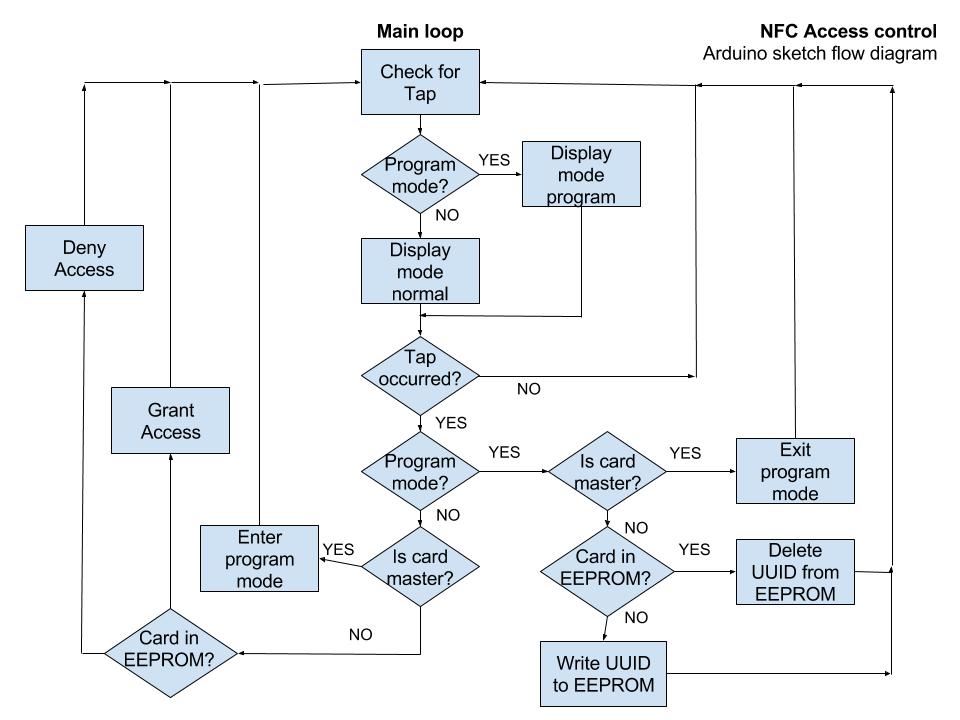 Main loop
NFC Access control
Arduino sketch flow diagram
Check for
Tap
Program
mode?
YES
Display
mode
program
NO
Display
mode
normal
Deny
Access
Tap
occurred?
NO
YES
Grant
Access
Program
mode?
YES
Is card
master?
YES
Exit
program
mode
NO
NO
Enter
program
mode
YES
Is card
master?
Card in
EEPROM?
YES
Delete
UUID from
EEPROM
NO
NO
Card in
EEPROM?
Write UUID
to EEPROM